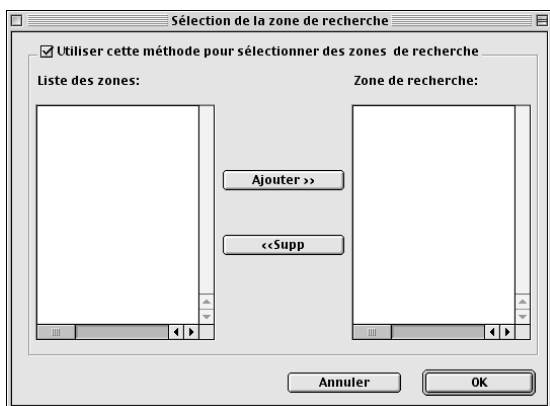 Sélection de la zone de recherche
Utiliser cette méthode pour sélectionner des zones de recherche
Liste des zones:
Zone de recherche:
Ajouter >>
<<Supp
Annuler
OK